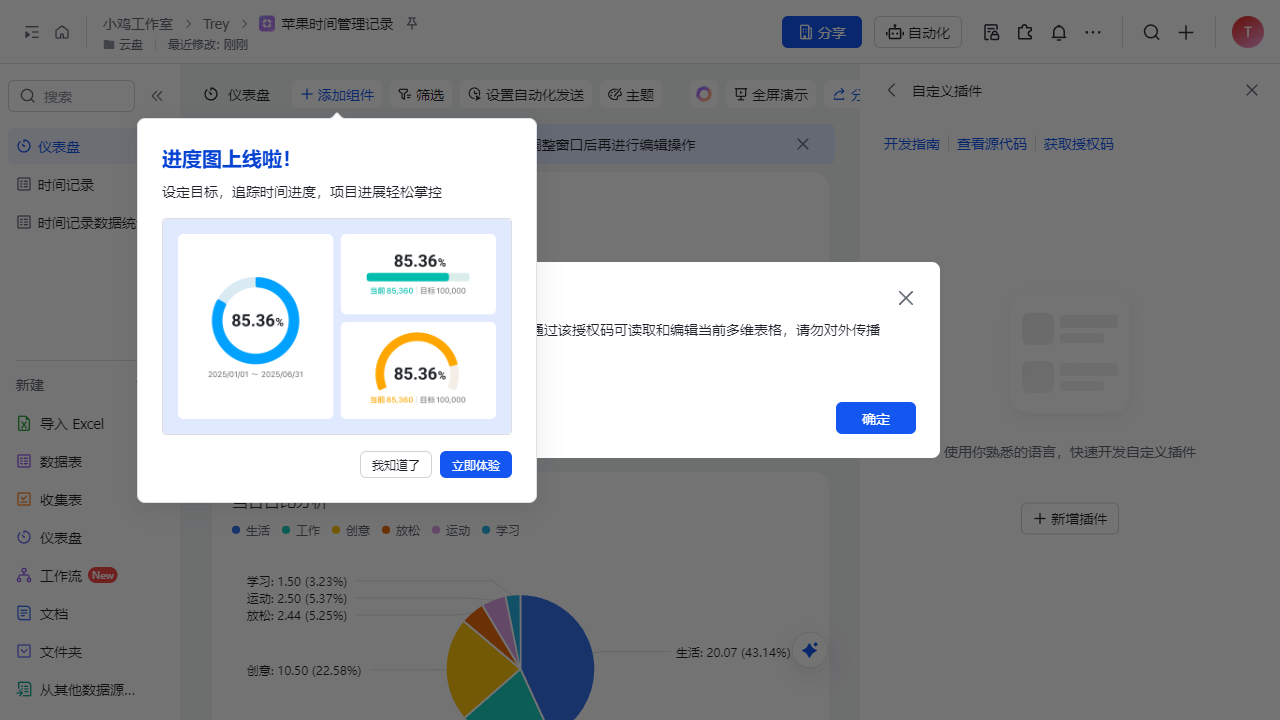 小鸡工作室
Trey
苹果时间管理记录
云盘
最近修改: 刚刚
分享
自动化
T
搜索
仪表盘
时间记录
时间记录数据统
新建
导入 Excel
数据表
收集表
仪表盘
工作流 New
文档
文件夹
从其他数据源...
仪表盘
添加组件
筛选
设置自动化发送
主题
全屏演示
调整窗口后再进行编辑操作
进度图上线啦！
设定目标，追踪时间进度，项目进展轻松掌控
85.36%
2025/01/01 ~ 2025/06/31
85.36%
当前 85,360 | 目标 100,000
85.36%
当前 85,360 | 目标 100,000
我知道了
立即体验
通过该授权码可读取和编辑当前多维表格，请勿对外传播
确定
生活
工作
创意
放松
运动
学习
学习: 1.50 (3.23%)
运动: 2.50 (5.37%)
放松: 2.44 (5.25%)
创意: 10.50 (22.58%)
生活: 20.07 (43.14%)
自定义插件
开发指南
查看源代码
获取授权码
使用你熟悉的语言，快速开发自定义插件
新增插件